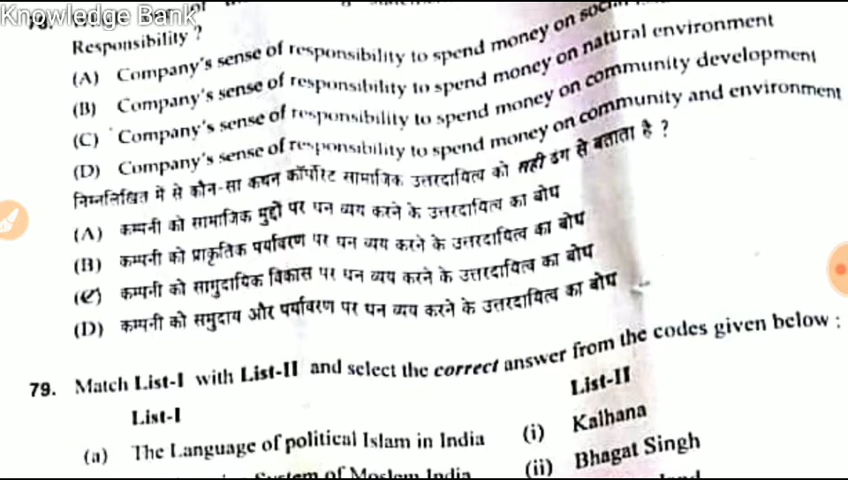 Knowledge Bank
78.
Responsibility ?
(A) Company's sense of responsibility to spend money on
(B) Company's sense of responsibility to spend money on natural environment
(C) Company's sense of responsibility to spend money on community development
(D) Company's sense of responsibility to spend money on community and environment
निम्नलिखित में से कौन-सा कथन कॉर्पोरेट सामाजिक उत्तरदायित्व को सही ढंग से बताता है ?
(A) कम्पनी को सामाजिक मुद्दों पर धन व्यय करने के उत्तरदायित्व का बोध
(B) कम्पनी को प्राकृतिक पर्यावरण पर धन व्यय करने के उत्तरदायित्व का बोध
(C) कम्पनी को सामुदायिक विकास पर धन व्यय करने के उत्तरदायित्व का बोध
(D) कम्पनी को समुदाय और पर्यावरण पर धन व्यय करने के उत्तरदायित्व का बोध
79. Match List-I with List-II and select the correct answer from the codes given below :
List-I List-II
(a) The Language of political Islam in India (i) Kalhana
System of Moslem India (ii) Bhagat Singh